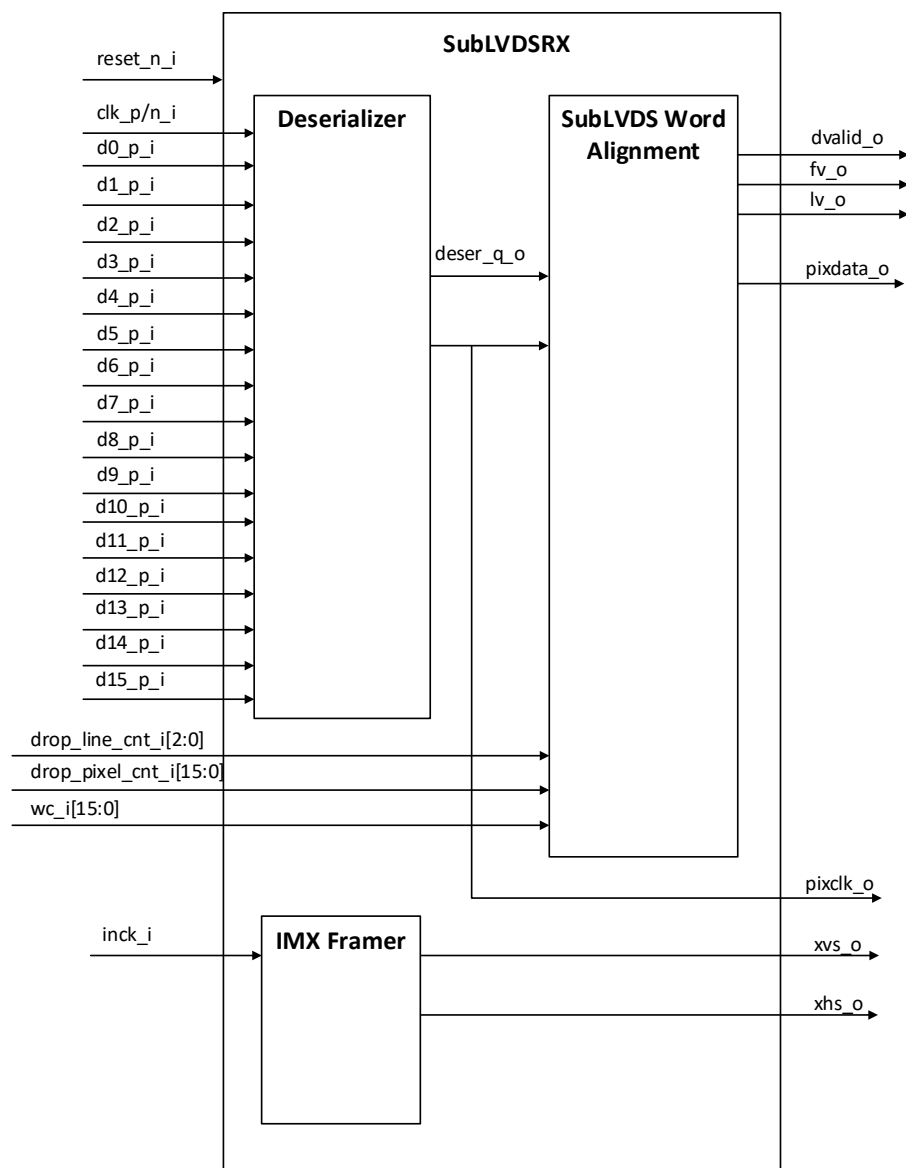 SubLVDSRX
reset_n_i
clk_p/n_i
d0_p_i
d1_p_i
d2_p_i
d3_p_i
d4_p_i
d5_p_i
d6_p_i
d7_p_i
d8_p_i
d9_p_i
d10_p_i
d11_p_i
d12_p_i
d13_p_i
d14_p_i
d15_p_i
Deserializer
deser_q_o
SubLVDS Word
Alignment
dvalid_o
fv_o
lv_o
pixdata_o
drop_line_cnt_i[2:0]
drop_pixel_cnt_i[15:0]
wc_i[15:0]
pixclk_o
inck_i
IMX Framer
xvs_o
xhs_o